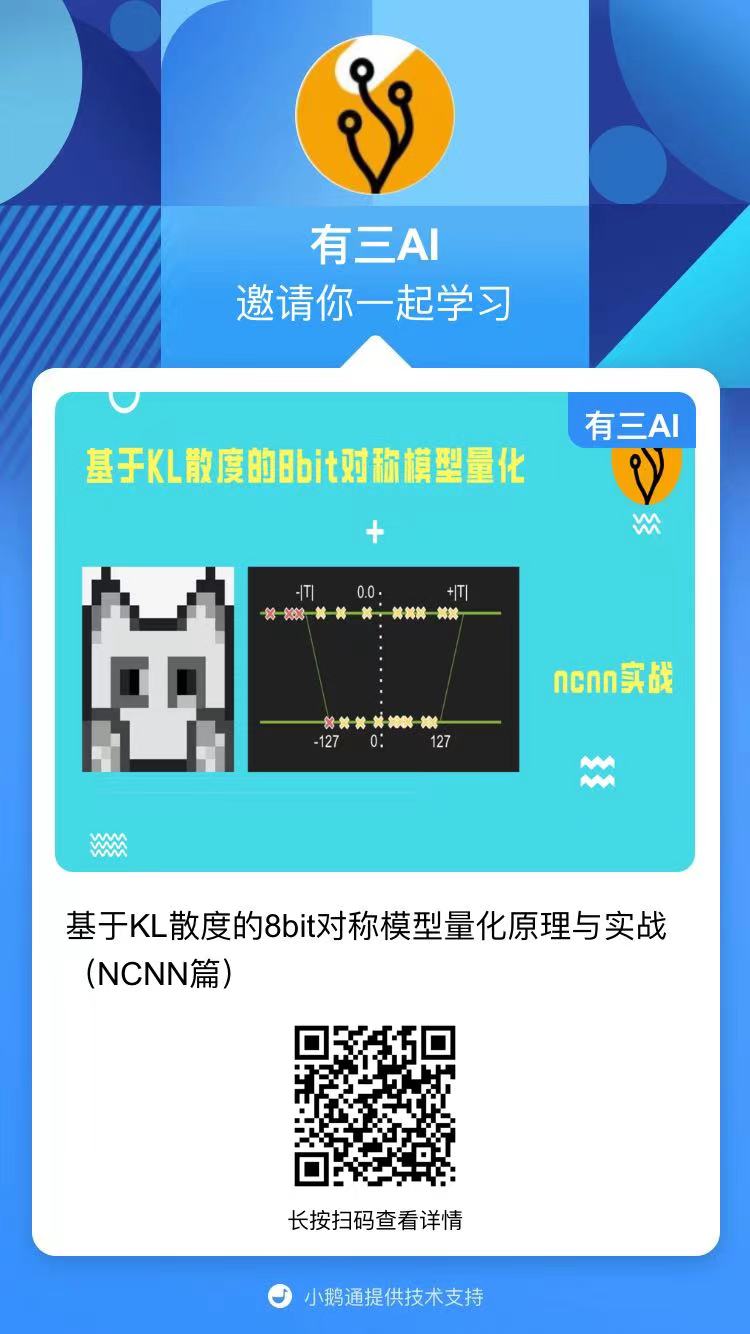 有三AI
邀请你一起学习
有三AI
基于KL散度的8bit对称模型量化
+
-|T| 0.0 +|T|
-127 0 127
ncnn实战
基于KL散度的8bit对称模型量化原理与实战
（NCNN篇）
长按扫码查看详情
小鹅通提供技术支持